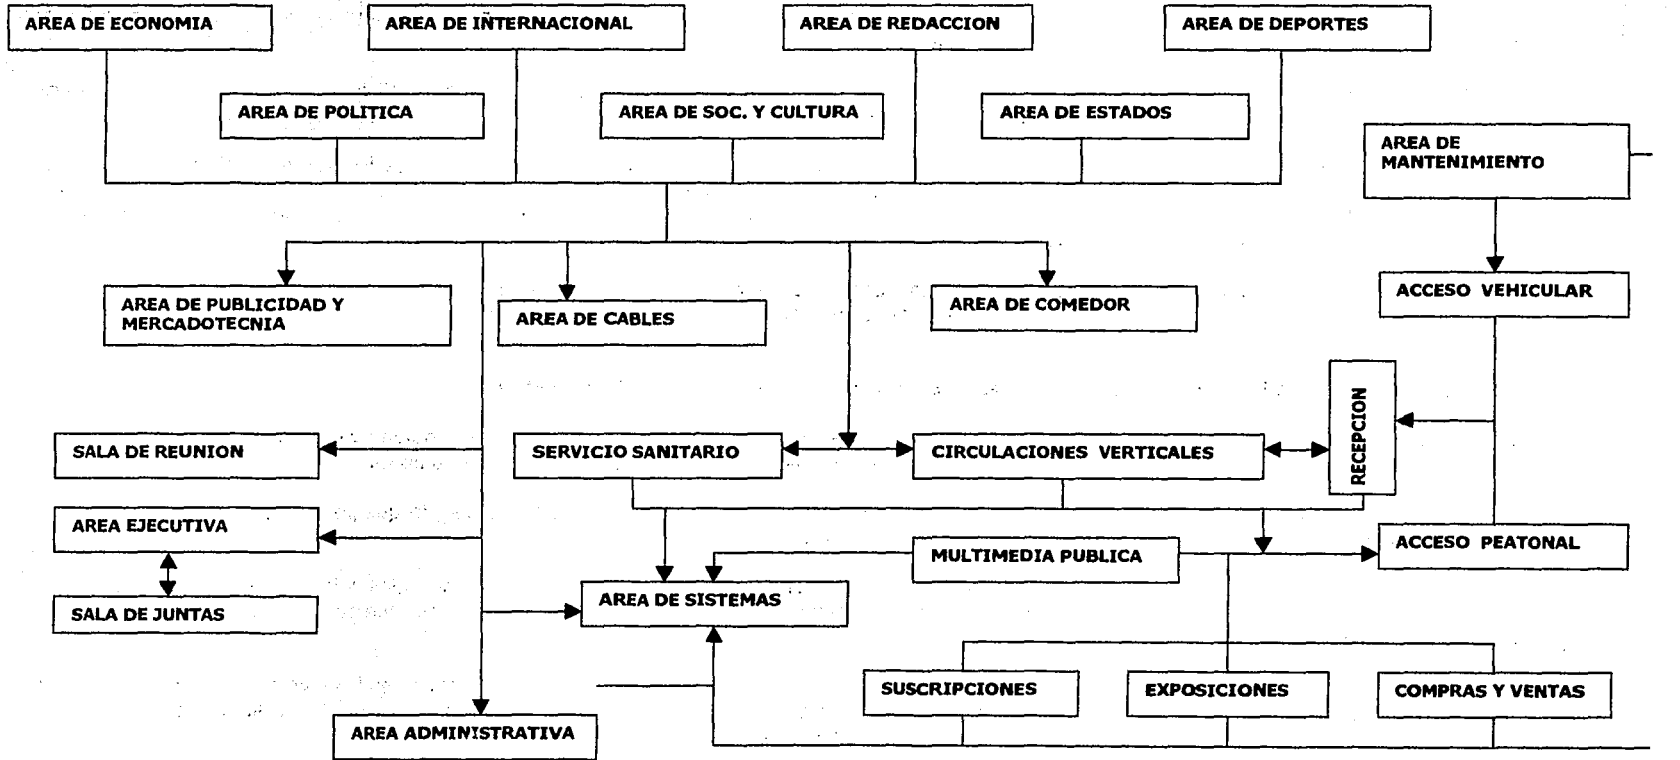 AREA DE ECONOMIA
AREA DE INTERNACIONAL
AREA DE REDACCION
AREA DE DEPORTES
AREA DE POLITICA
AREA DE SOC. Y CULTURA
AREA DE ESTADOS
AREA DE
MANTENIMIENTO
AREA DE PUBLICIDAD Y
MERCADOTECNIA
AREA DE CABLES
AREA DE COMEDOR
ACCESO VEHICULAR
RECEPCION
SALA DE REUNION
SERVICIO SANITARIO
CIRCULACIONES VERTICALES
AREA EJECUTIVA
MULTIMEDIA PUBLICA
ACCESO PEATONAL
SALA DE JUNTAS
AREA DE SISTEMAS
SUSCRIPCIONES
EXPOSICIONES
COMPRAS Y VENTAS
AREA ADMINISTRATIVA